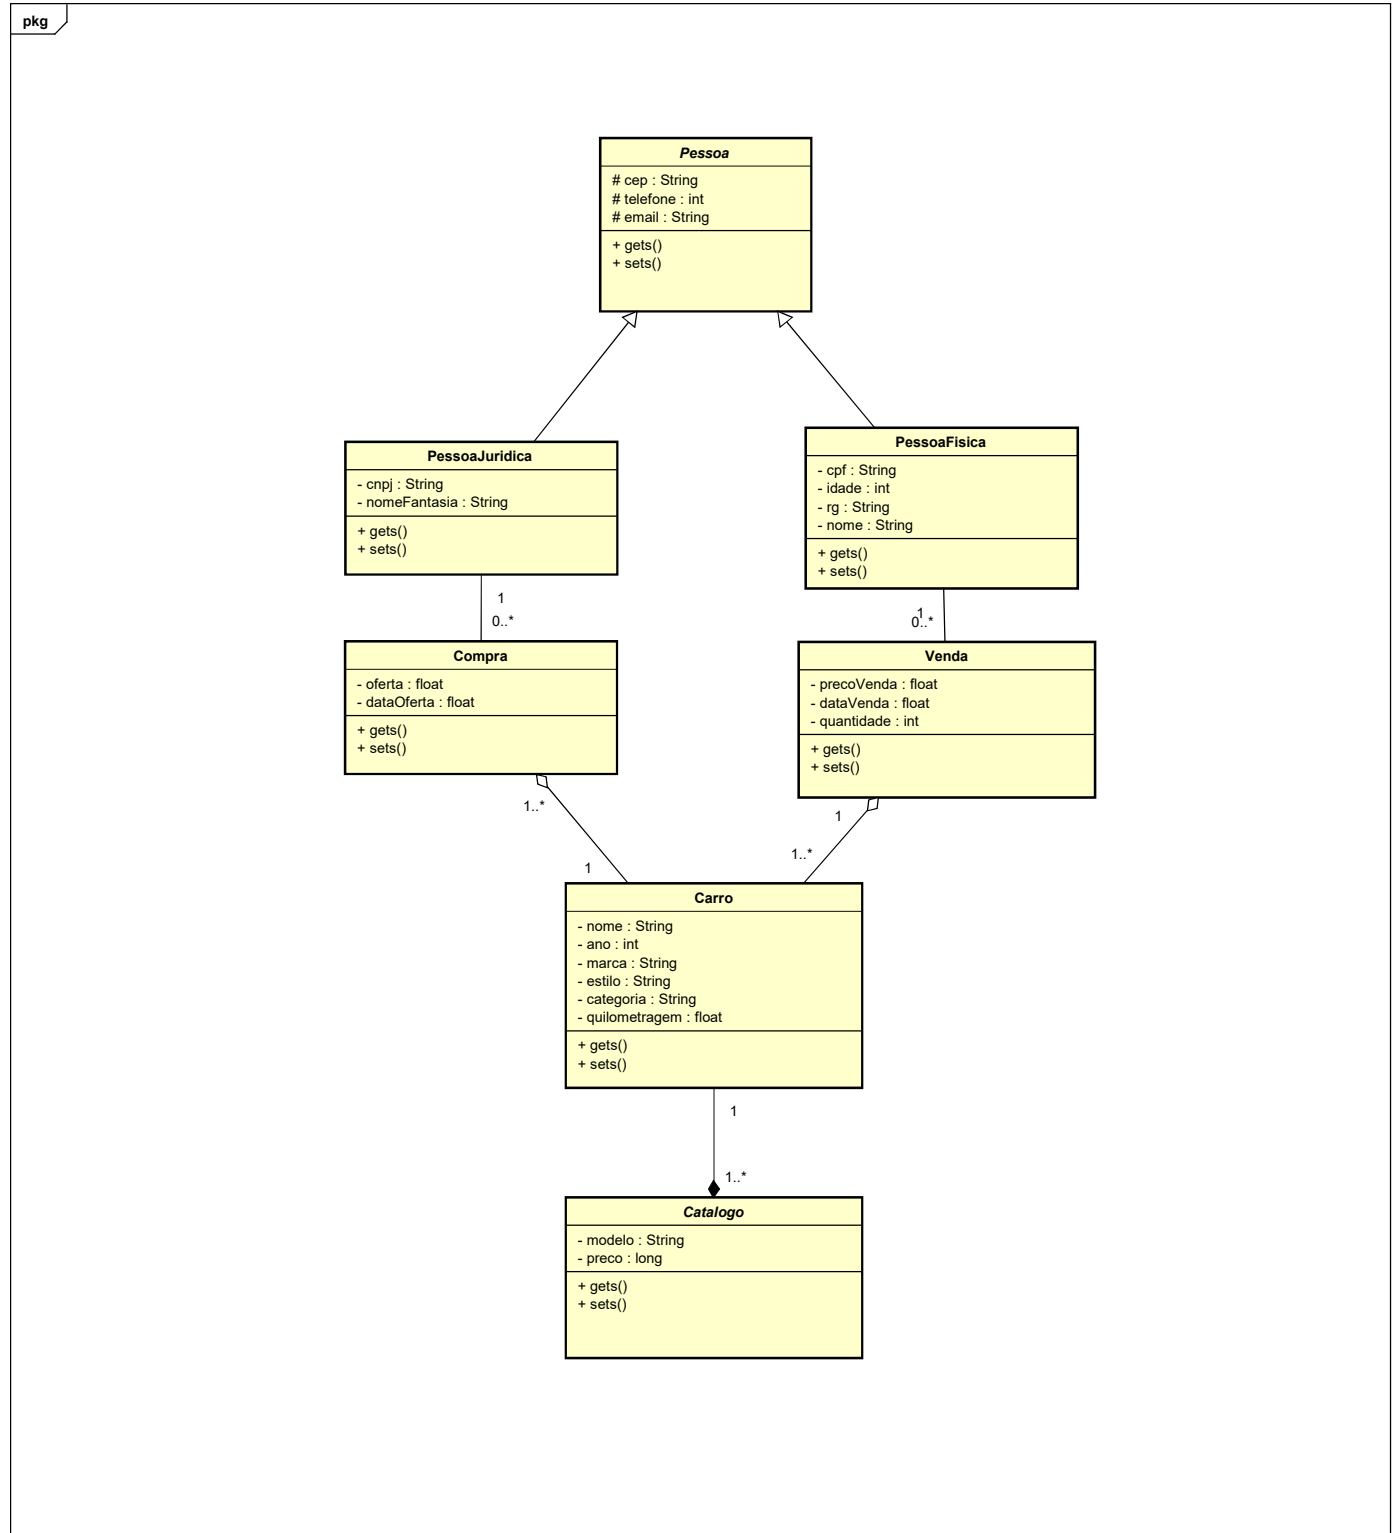 pkg
Pessoa
# cep : String
# telefone : int
# email : String
+ gets()
+ sets()
PessoaJuridica
- cnpj : String
- nomeFantasia : String
+ gets()
+ sets()
PessoaFisica
- cpf : String
- idade : int
- rg : String
- nome : String
+ gets()
+ sets()
1
0..*
1
0..*
Compra
- oferta : float
- dataOferta : float
+ gets()
+ sets()
Venda
- precoVenda : float
- dataVenda : float
- quantidade : int
+ gets()
+ sets()
1..*
1
1
1..*
Carro
- nome : String
- ano : int
- marca : String
- estilo : String
- categoria : String
- quilometragem : float
+ gets()
+ sets()
1
1..*
Catalogo
- modelo : String
- preco : long
+ gets()
+ sets()